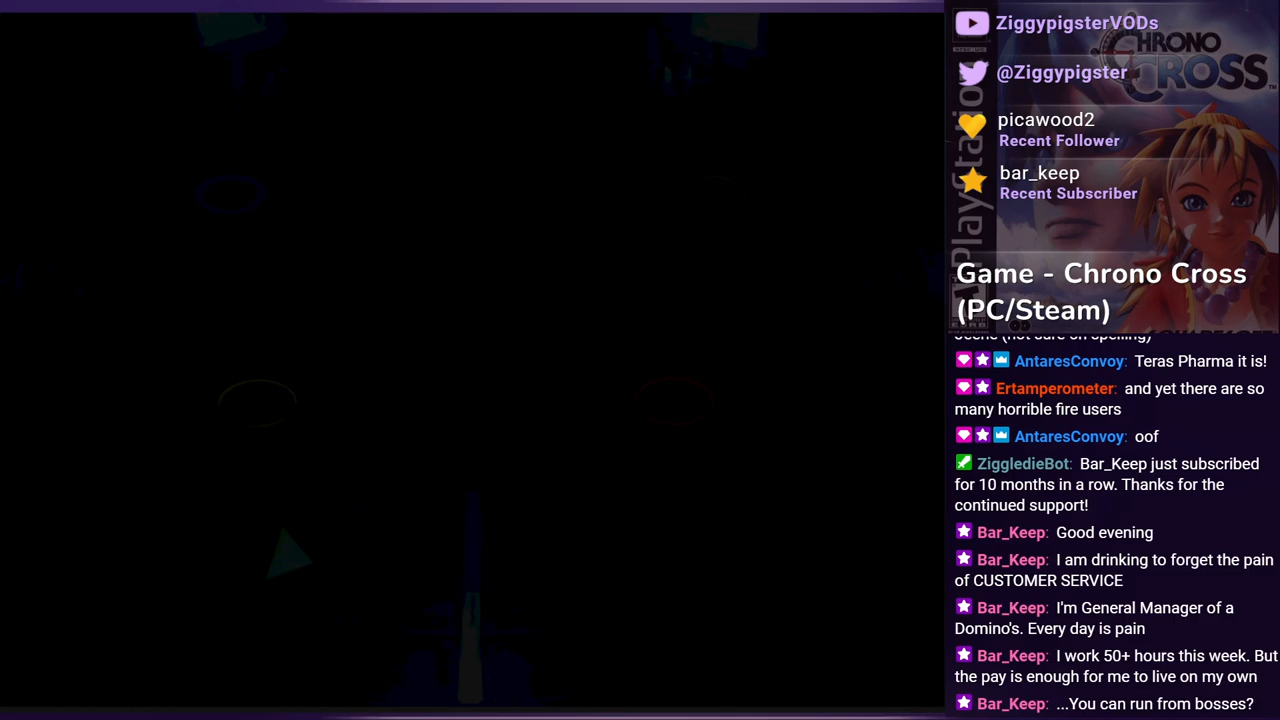 ZiggypigsterVODs
@Ziggypigster
picawood2
Recent Follower
bar_keep
Recent Subscriber
CHRONO
CROSS
PlayStation
Game - Chrono Cross
(PC/Steam)
AntaresConvoy: Teras Pharma it is!
Ertamperometer: and yet there are so
many horrible fire users
AntaresConvoy: oof
ZiggledieBot: Bar_Keep just subscribed
for 10 months in a row. Thanks for the
continued support!
Bar_Keep: Good evening
Bar_Keep: I am drinking to forget the pain
of CUSTOMER SERVICE
Bar_Keep: I'm General Manager of a
Domino's. Every day is pain
Bar_Keep: I work 50+ hours this week. But
the pay is enough for me to live on my own
Bar_Keep: ...You can run from bosses?